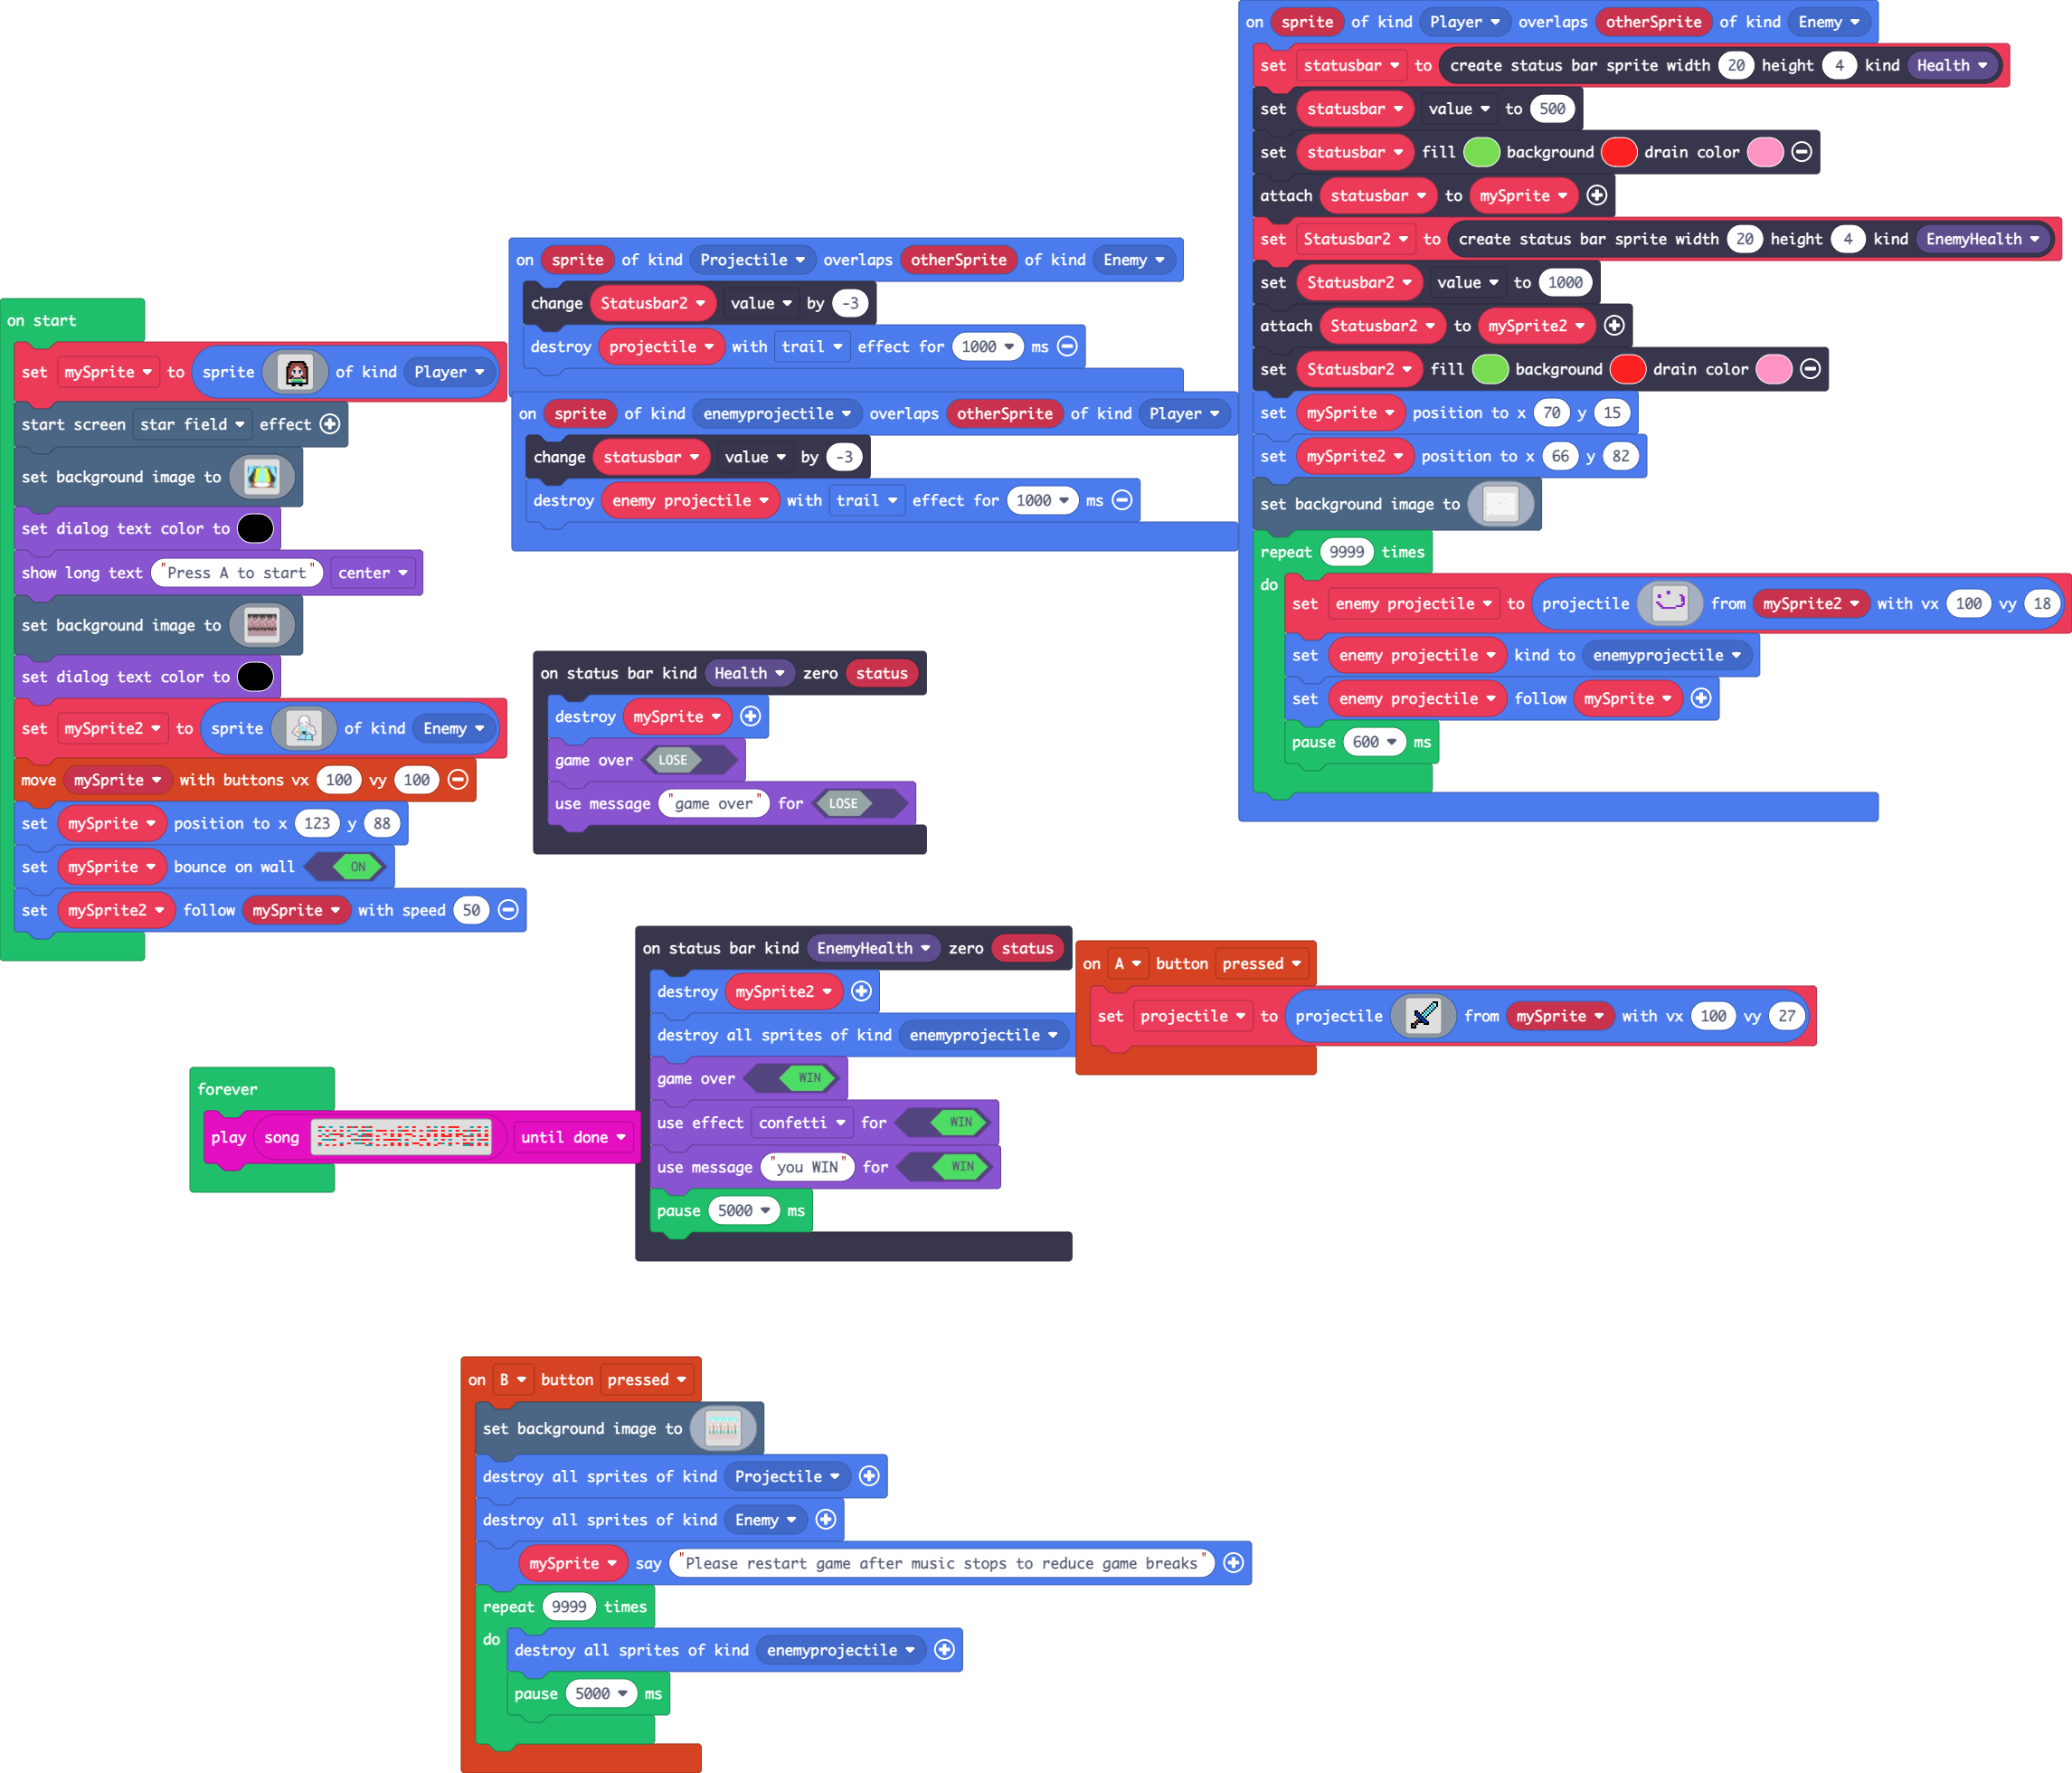 on start
set mySprite to sprite of kind Player
start screen star field effect
set background image to
set dialog text color to
show long text "Press A to start" center
set background image to
set dialog text color to
set mySprite2 to sprite of kind Enemy
move mySprite with buttons vx 100 vy 100
set mySprite position to x 123 y 88
set mySprite bounce on wall ON
set mySprite2 follow mySprite with speed 50
on sprite of kind Projectile overlaps otherSprite of kind Enemy
change Statusbar2 value by -3
destroy projectile with trail effect for 1000 ms
on sprite of kind enemyprojectile overlaps otherSprite of kind Player
change statusbar value by -3
destroy enemy projectile with trail effect for 1000 ms
on sprite of kind Player overlaps otherSprite of kind Enemy
set statusbar to create status bar sprite width 20 height 4 kind Health
set statusbar value to 500
set statusbar fill background drain color
attach statusbar to mySprite
set Statusbar2 to create status bar sprite width 20 height 4 kind EnemyHealth
set Statusbar2 value to 1000
attach Statusbar2 to mySprite2
set Statusbar2 fill background drain color
set mySprite position to x 70 y 15
set mySprite2 position to x 66 y 82
set background image to
repeat 9999 times
do
set enemy projectile to projectile from mySprite2 with vx 100 vy 18
set enemy projectile kind to enemyprojectile
set enemy projectile follow mySprite
pause 600 ms
on status bar kind Health zero status
destroy mySprite
game over LOSE
use message "game over" for LOSE
on status bar kind EnemyHealth zero status
destroy mySprite2
destroy all sprites of kind enemyprojectile
game over WIN
use effect confetti for WIN
use message "you WIN" for WIN
pause 5000 ms
on A button pressed
set projectile to projectile from mySprite with vx 100 vy 27
forever
play song until done
on B button pressed
set background image to
destroy all sprites of kind Projectile
destroy all sprites of kind Enemy
mySprite say "Please restart game after music stops to reduce game breaks"
repeat 9999 times
do
destroy all sprites of kind enemyprojectile
pause 5000 ms